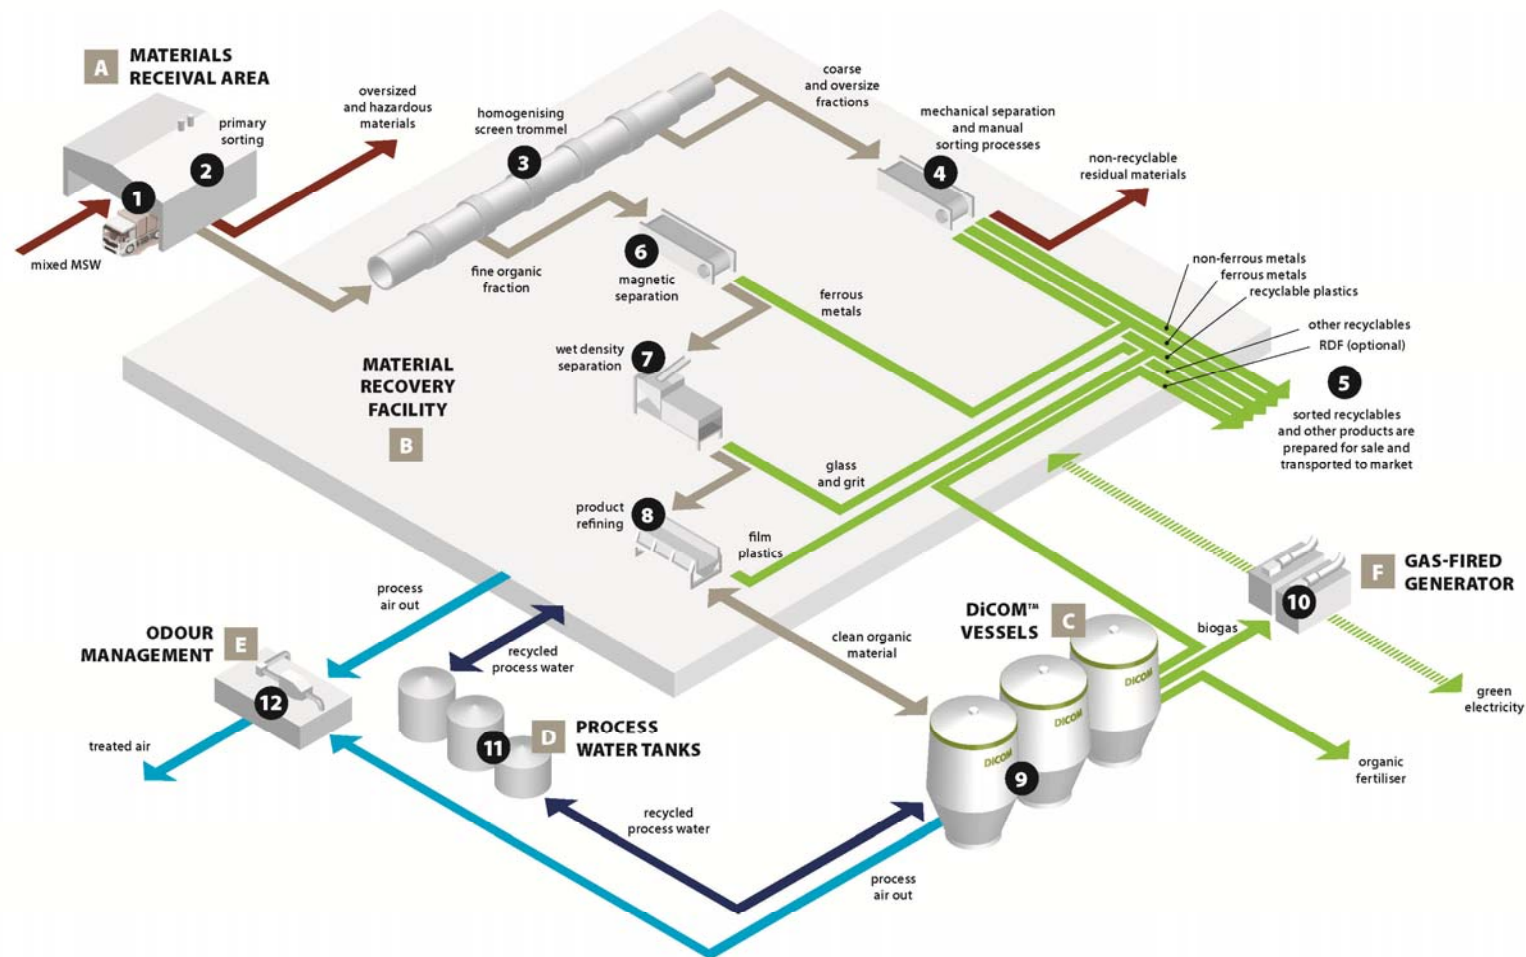 A
MATERIALS
RECEIVAL AREA
primary
sorting
1
2
mixed MSW
oversized
and hazardous
materials
homogenising
screen trommel
3
coarse
and oversize
fractions
mechanical separation
and manual
sorting processes
4
non-recyclable
residual materials
fine organic
fraction
6
magnetic
separation
ferrous
metals
non-ferrous metals
ferrous metals
recyclable plastics
other recyclables
RDF (optional)
5
sorted recyclables
and other products are
prepared for sale and
transported to market
MATERIAL
RECOVERY
FACILITY
B
wet density
separation
7
glass
and grit
product
refining
8
film
plastics
process
air out
ODOUR
MANAGEMENT
E
12
treated air
recycled
process water
11
D
PROCESS
WATER TANKS
clean organic
material
DiCOM™
VESSELS
C
DiCOM
DiCOM
DiCOM
9
biogas
F
GAS-FIRED
GENERATOR
10
green
electricity
organic
fertiliser
recycled
process water
process
air out